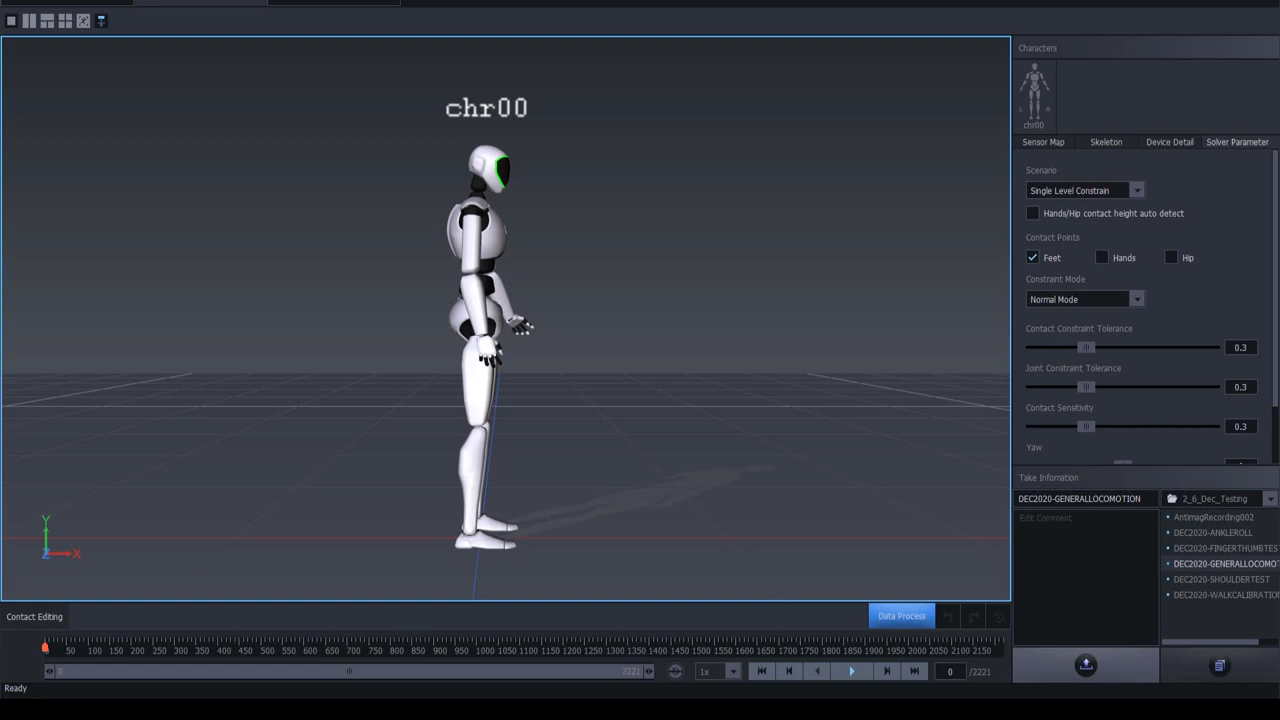 chr00
Y
X
Z
Characters
L
R
chr00
Sensor Map Skeleton Device Detail Solver Parameter
Scenario
Single Level Constrain
Hands/Hip contact height auto detect
Contact Points
Feet Hands Hip
Constraint Mode
Normal Mode
Contact Constraint Tolerance
0.3
Joint Constraint Tolerance
0.3
Contact Sensitivity
0.3
Yaw
Take Infomation
DEC2020-GENERALLOCOMOTION 2_6_Dec_Testing
Edit Comment
AntimagRecording002
DEC2020-ANKLEROLL
DEC2020-FINGERTHUMBTES
DEC2020-GENERALLOCOMOT
DEC2020-SHOULDERTEST
DEC2020-WALKCALIBRATION
Contact Editing Data Process
0 50 100 150 200 250 300 350 400 450 500 550 600 650 700 750 800 850 900 950 1000 1050 1100 1150 1200 1250 1300 1350 1400 1450 1500 1550 1600 1650 1700 1750 1800 1850 1900 1950 2000 2050 2100 2150
0 2221 1x 0 /2221
Ready